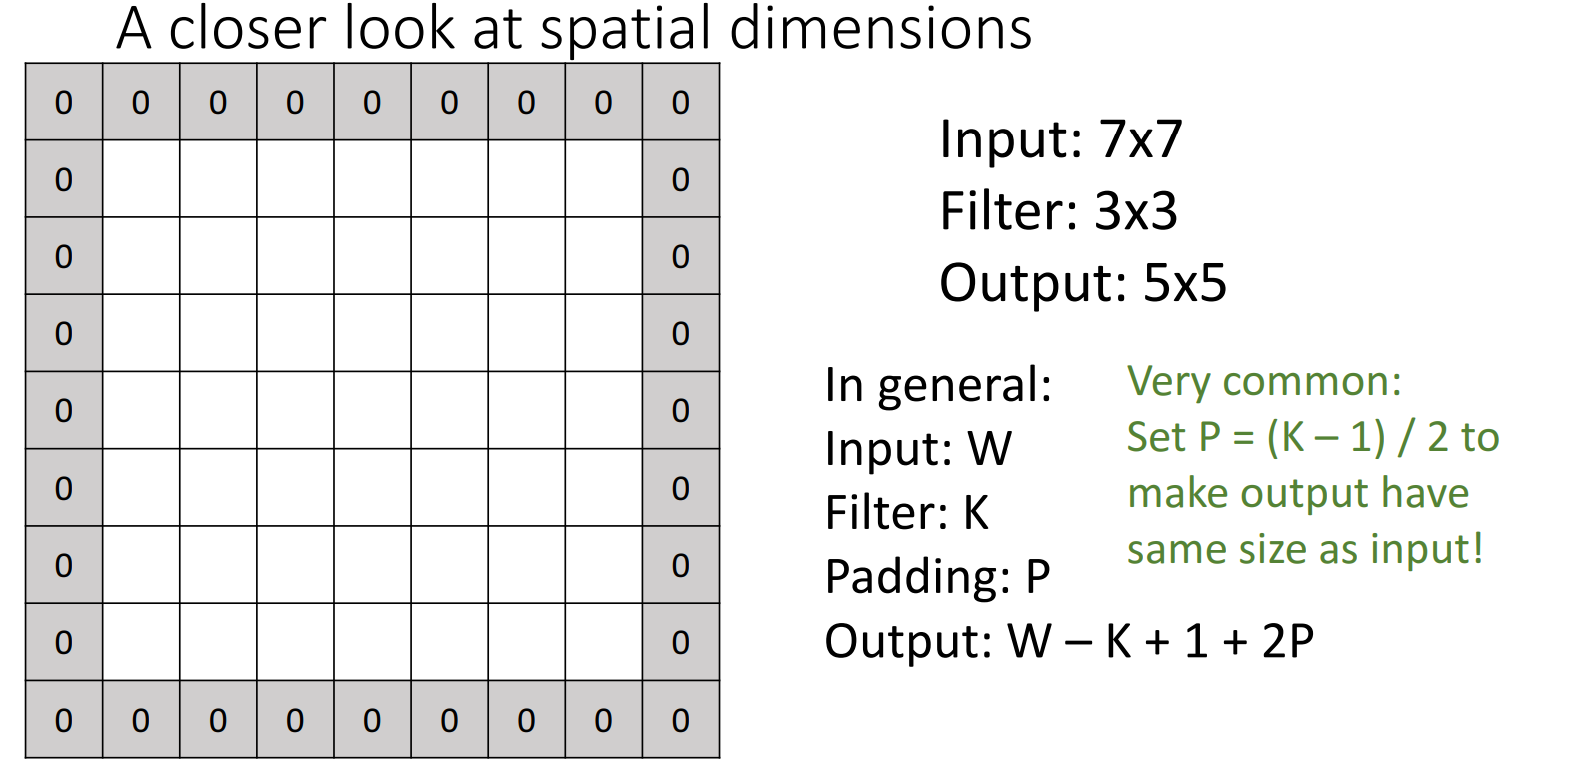 A closer look at spatial dimensions
0 0 0 0 0 0 0 0 0
0 0
0 0
0 0
0 0
0 0
0 0
0 0
0 0 0 0 0 0 0 0 0
Input: 7x7
Filter: 3x3
Output: 5x5
In general:
Input: W
Filter: K
Padding: P
Output: W – K + 1 + 2P
Very common:
Set P = (K – 1) / 2 to
make output have
same size as input!